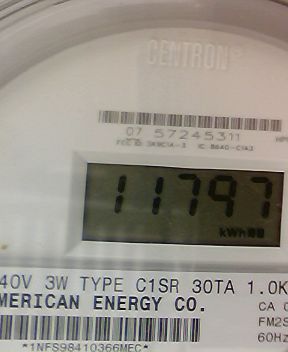 CENTRON®
07 57245311
11797
kWh
40V 3W TYPE C1SR 30TA 1.0K
MERICAN ENERGY CO.
CA 0
FM2S
60Hz
*1NFS98410366MEC*